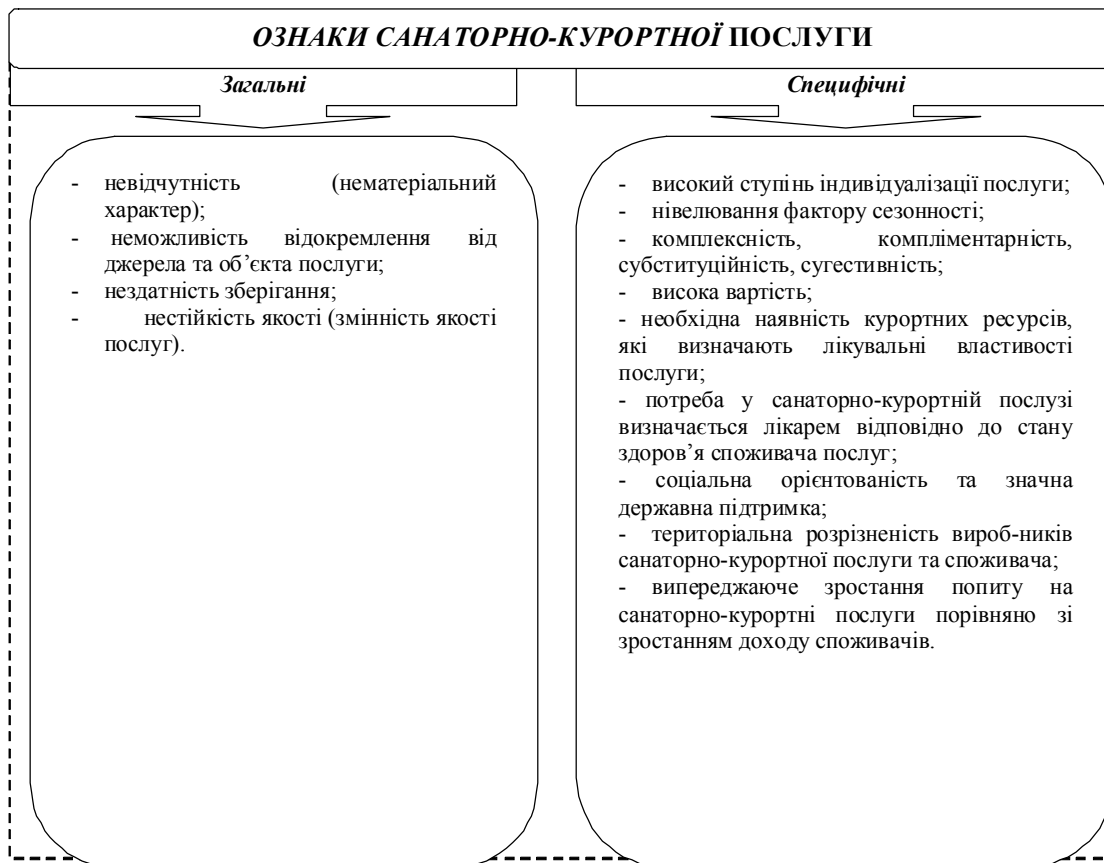 ОЗНАКИ САНАТОРНО-КУРОРТНОЇ ПОСЛУГИ
Загальні
- невідчутність (нематеріальний
характер);
- неможливість відокремлення від
джерела та об’єкта послуги;
- нездатність зберігання;
- нестійкість якості (змінність якості
послуг).
Специфічні
- високий ступінь індивідуалізації послуги;
- нівелювання фактору сезонності;
- комплексність, компліментарність,
субституційність, сугестивність;
- висока вартість;
- необхідна наявність курортних ресурсів,
які визначають лікувальні властивості
послуги;
- потреба у санаторно-курортній послузі
визначається лікарем відповідно до стану
здоров’я споживача послуг;
- соціальна орієнтованість та значна
державна підтримка;
- територіальна розрізненість вироб-ників
санаторно-курортної послуги та споживача;
- випереджаюче зростання попиту на
санаторно-курортні послуги порівняно зі
зростанням доходу споживачів.